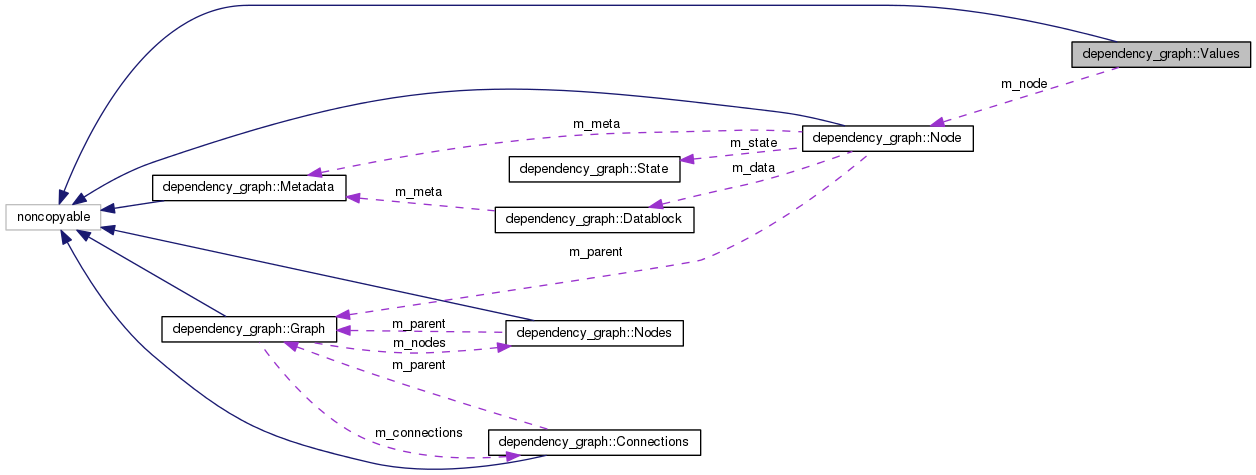 dependency_graph::Values
m_node
m_meta
dependency_graph::Node
m_state
dependency_graph::State
m_data
dependency_graph::Metadata
m_meta
noncopyable
dependency_graph::Datablock
m_parent
dependency_graph::Graph
m_parent
dependency_graph::Nodes
m_nodes
m_parent
m_connections
dependency_graph::Connections